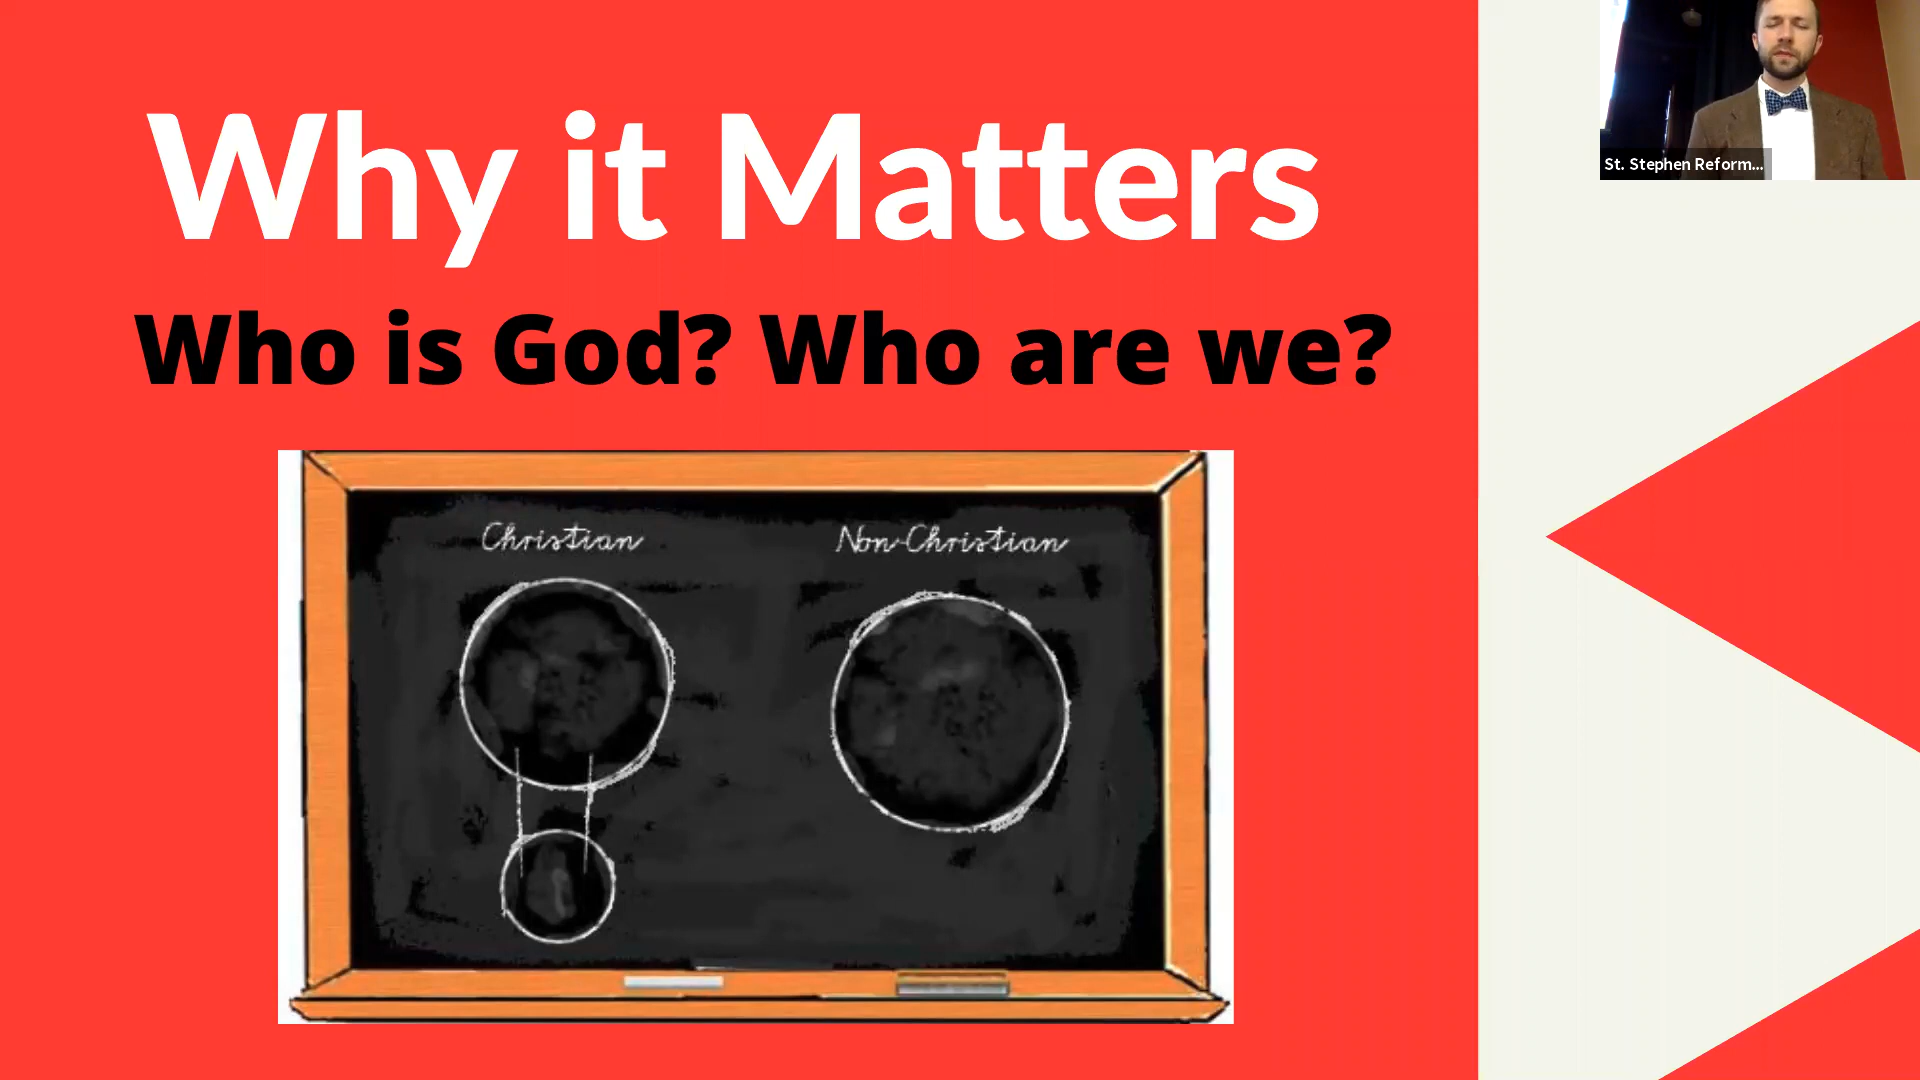 Why it Matters
Who is God? Who are we?
Christian
Non-Christian
St. Stephen Reform...